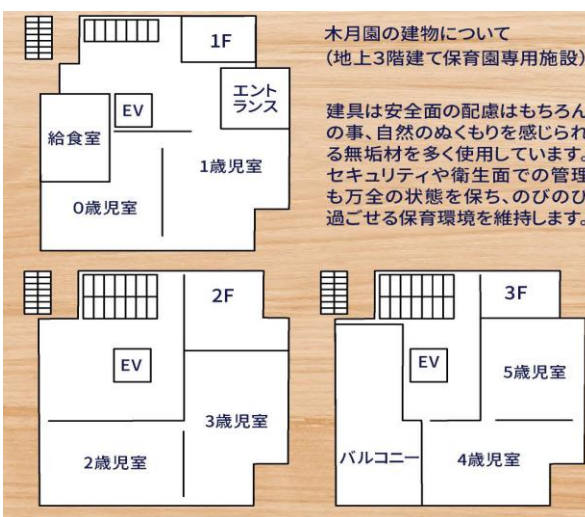 木月園の建物について
(地上3階建て保育園専用施設)
建具は安全面の配慮はもちろん
の事、自然のぬくもりを感じられ
る無垢材を多く使用しています。
セキュリティや衛生面での管理
も万全の状態を保ち、のびのび
過ごせる保育環境を維持します。
1F
エント
ランス
EV
給食室
1歳児室
0歳児室
2F
EV
3歳児室
2歳児室
3F
EV
5歳児室
バルコニー
4歳児室